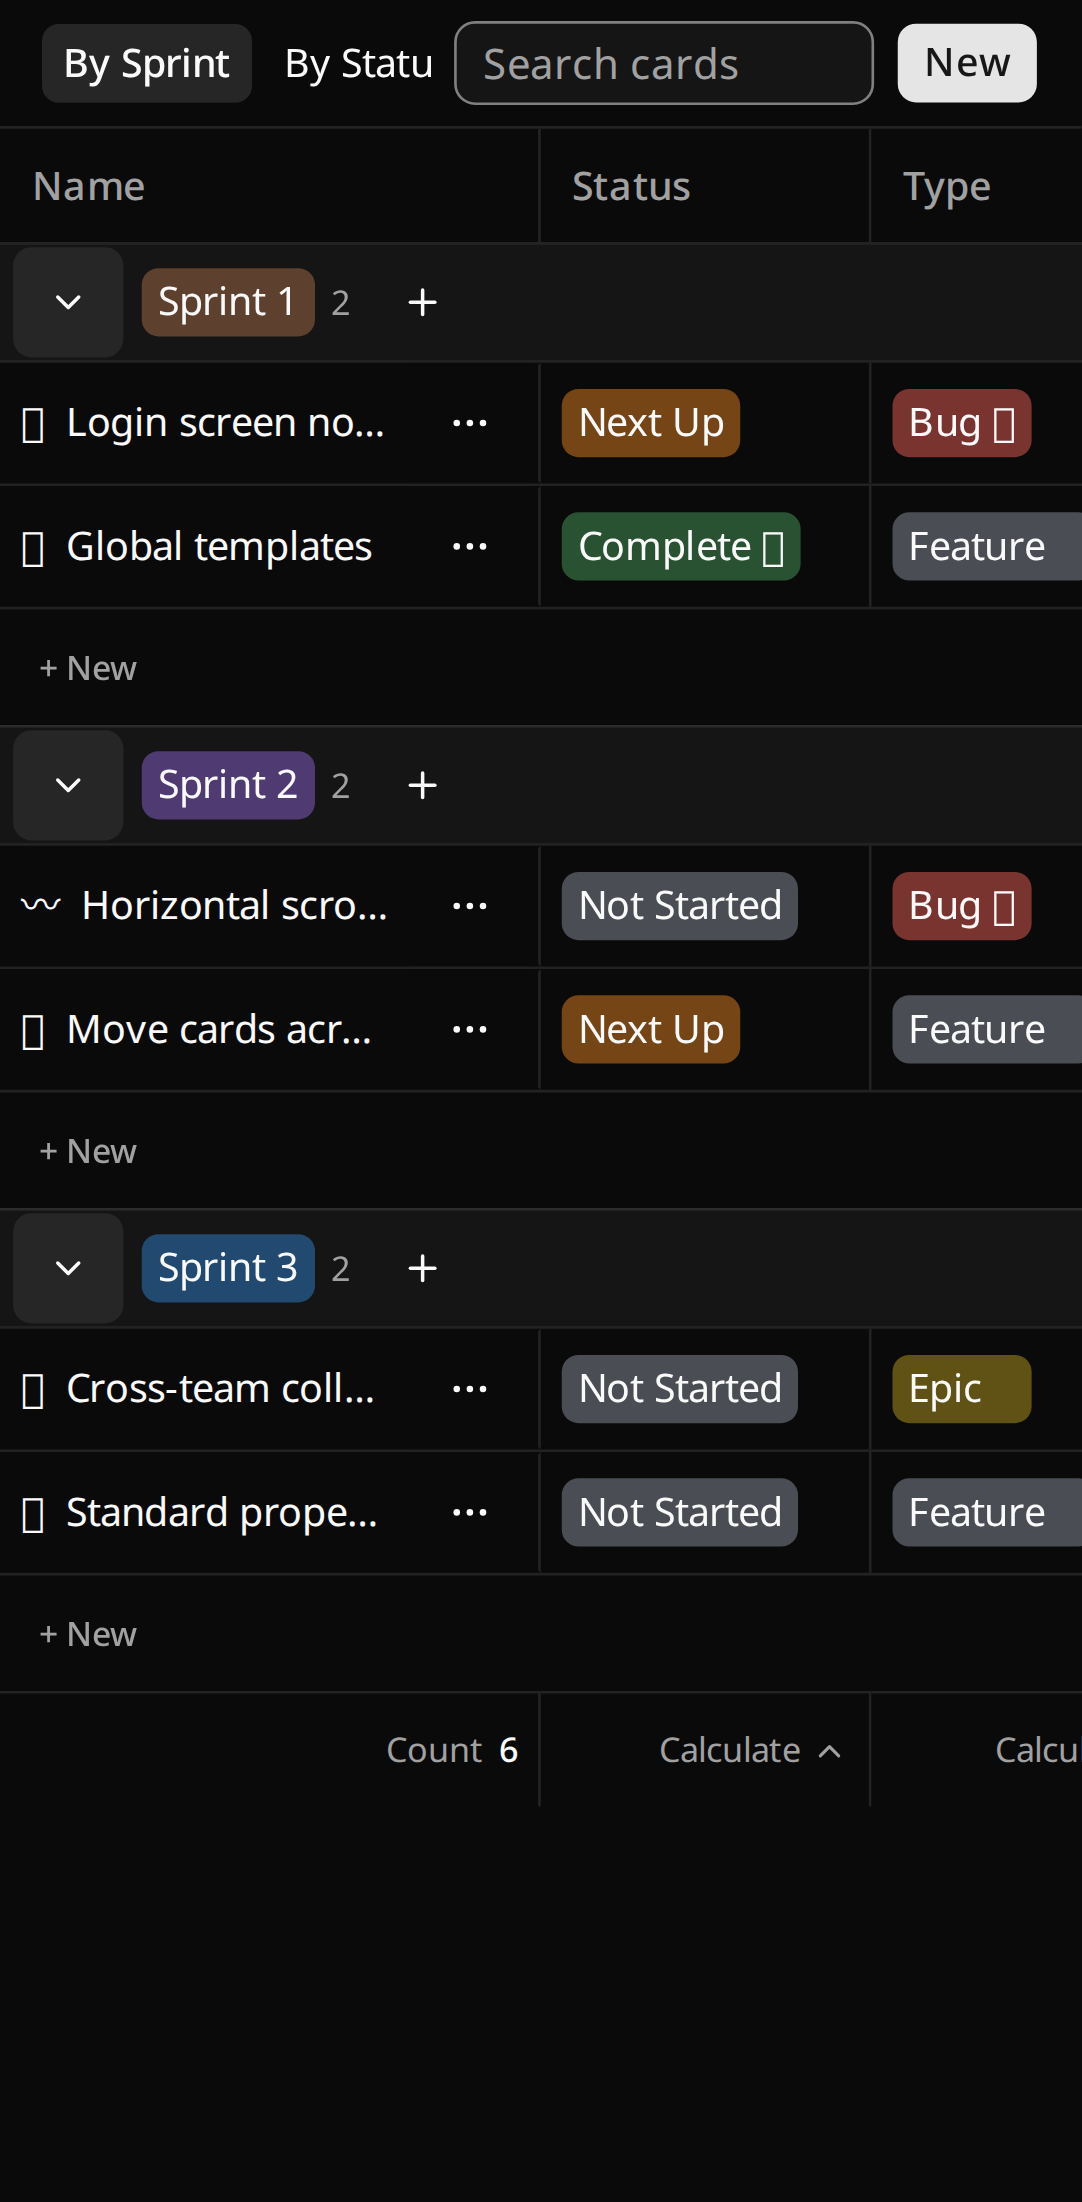 By Sprint By Statu Search cards New
Name Status Type
Sprint 1 2 +
Login screen no... ... Next Up Bug
Global templates ... Complete Feature
+ New
Sprint 2 2 +
Horizontal scro... ... Not Started Bug
Move cards acr... ... Next Up Feature
+ New
Sprint 3 2 +
Cross-team coll... ... Not Started Epic
Standard prope... ... Not Started Feature
+ New
Count 6 Calculate Calcu